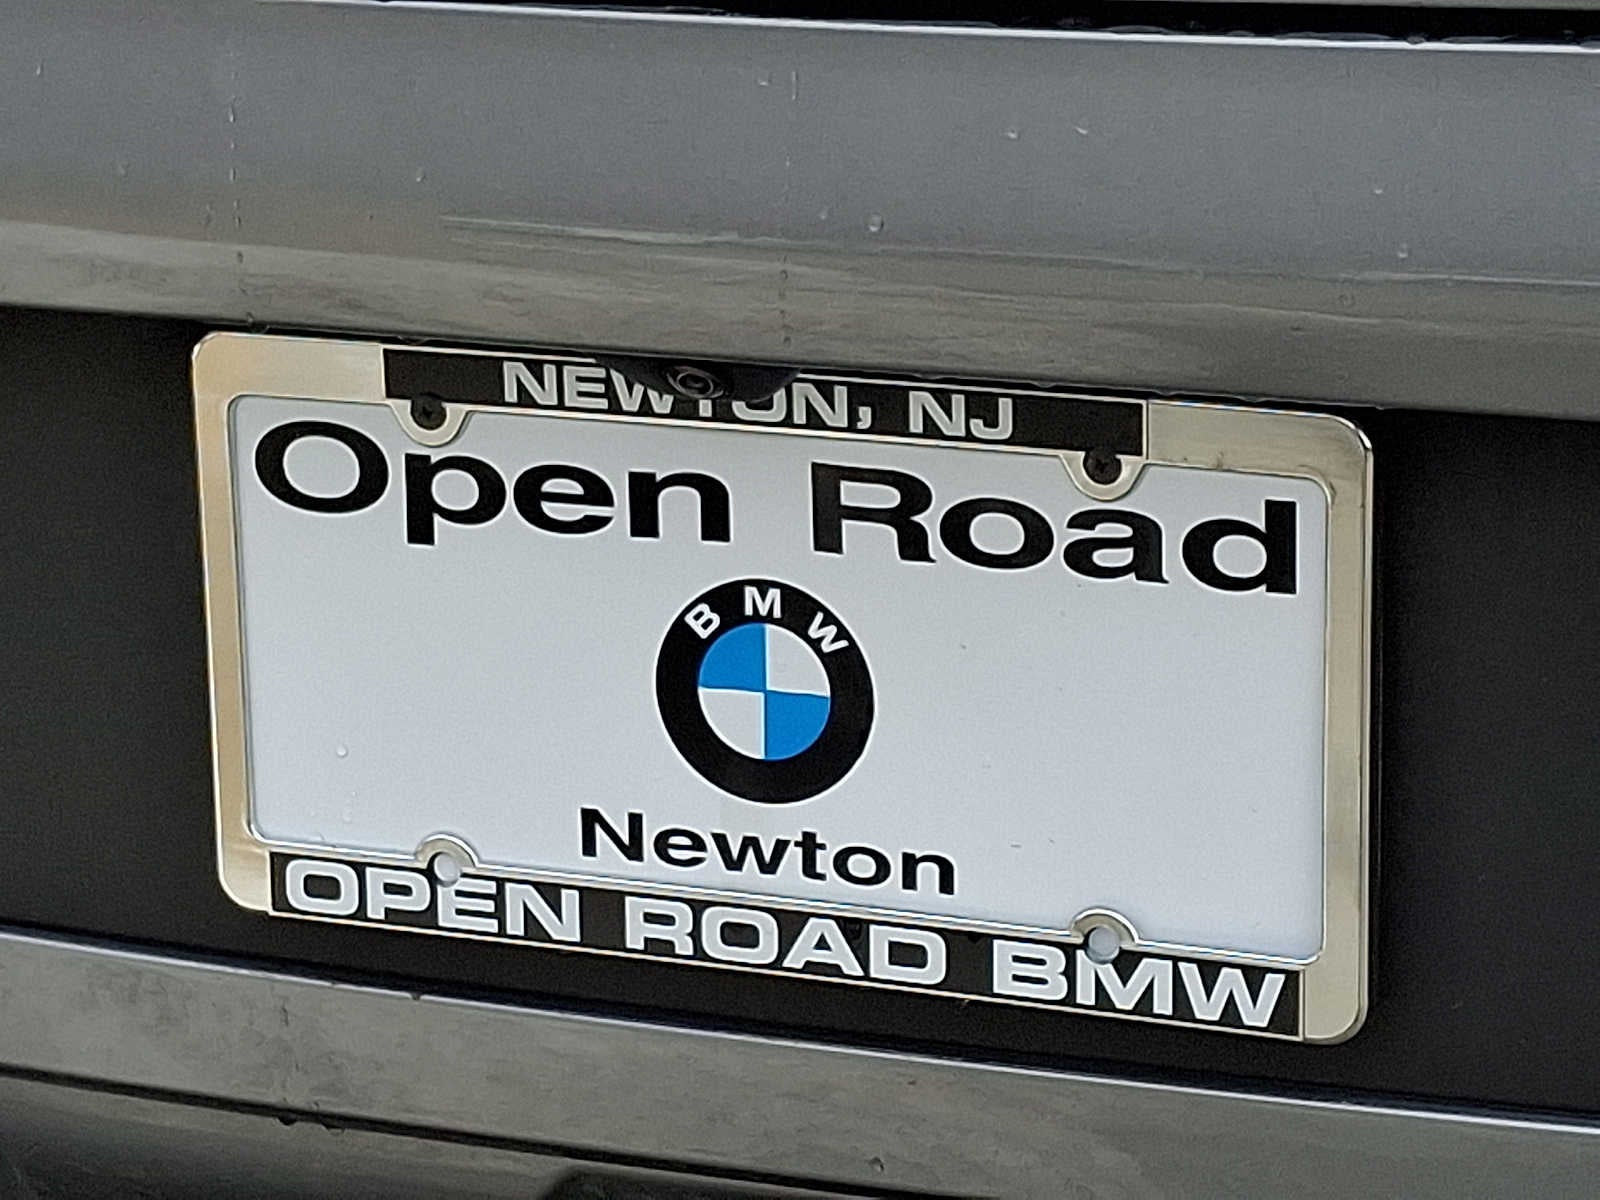 NEWTON, NJ
Open Road
BMW
Newton
OPEN ROAD BMW